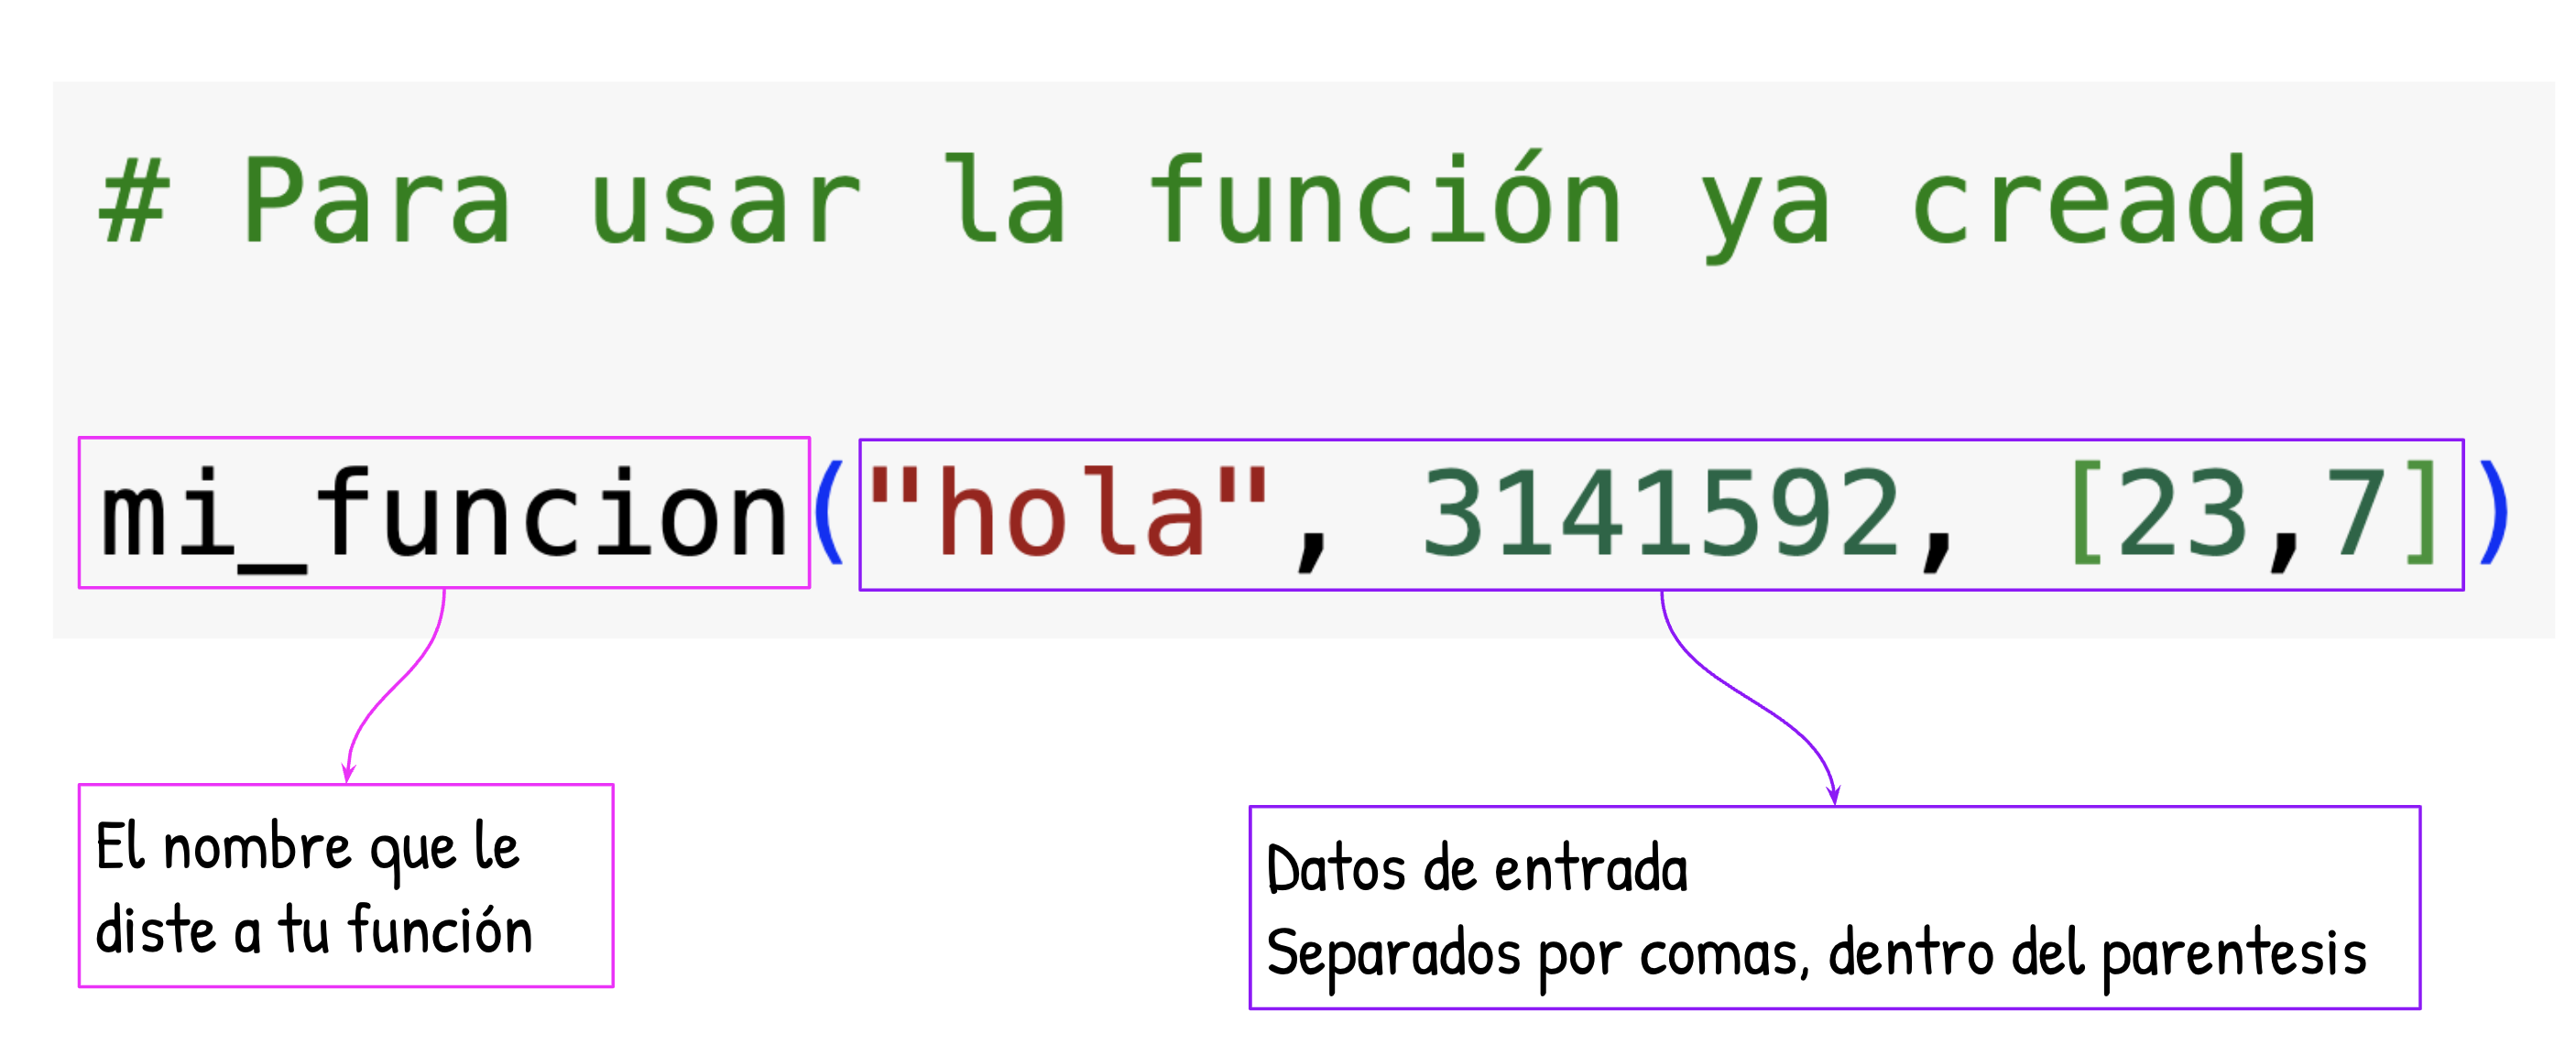 # Para usar la función ya creada
mi_funcion("hola", 3141592, [23,7])
El nombre que le
diste a tu función
Datos de entrada
Separados por comas, dentro del parentesis